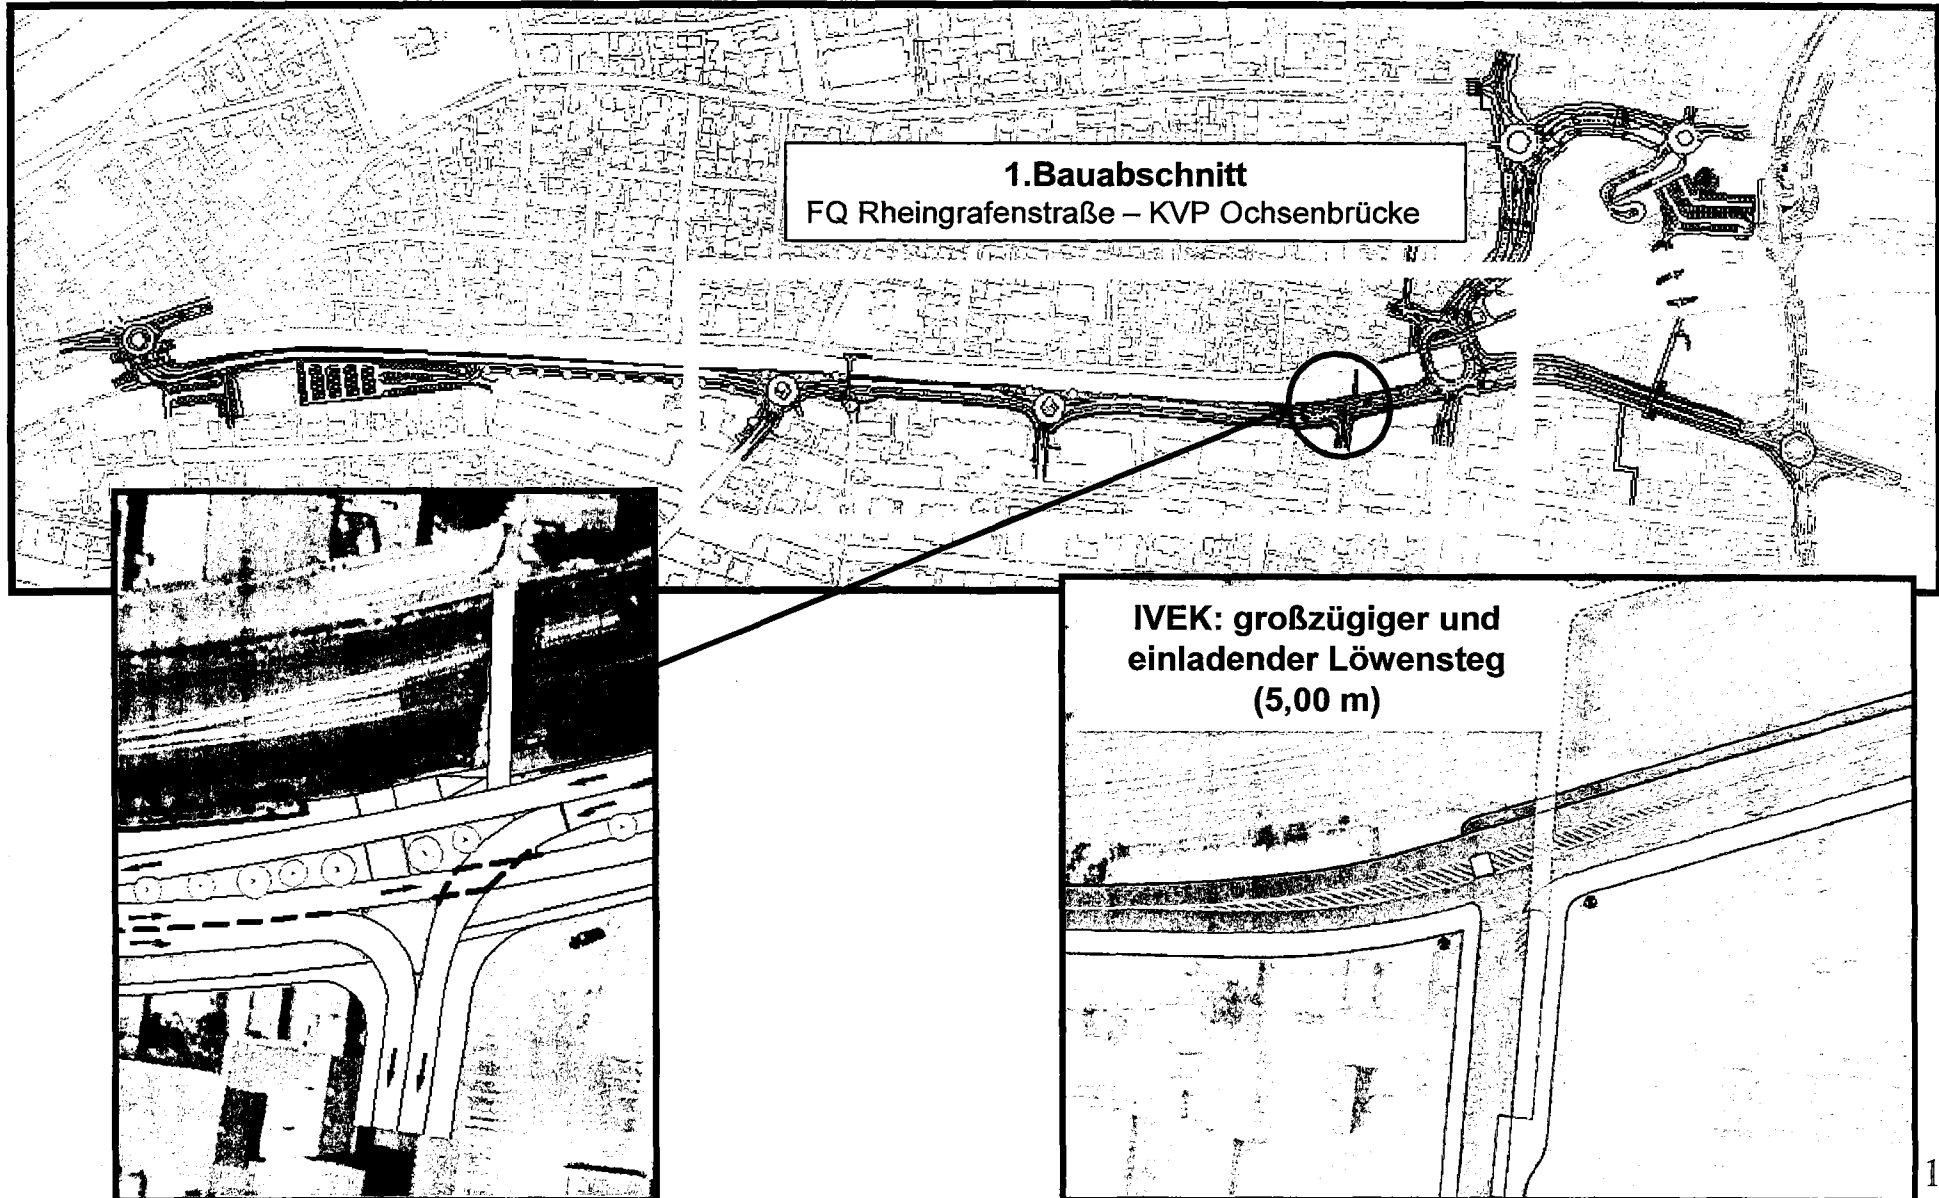 1.Bauabschnitt
FQ Rheingrafenstraße – KVP Ochsenbrücke
IVEK: großzügiger und
einladender Löwensteg
(5,00 m)
1